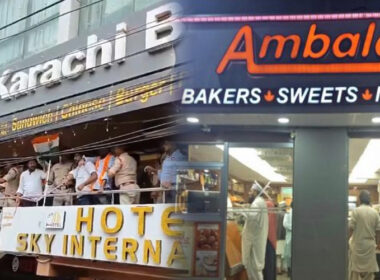 Karachi B
Sandwich | Chinese | Burger |
HOTE
SKY INTERNA
Ambala
BAKERS SWEETS